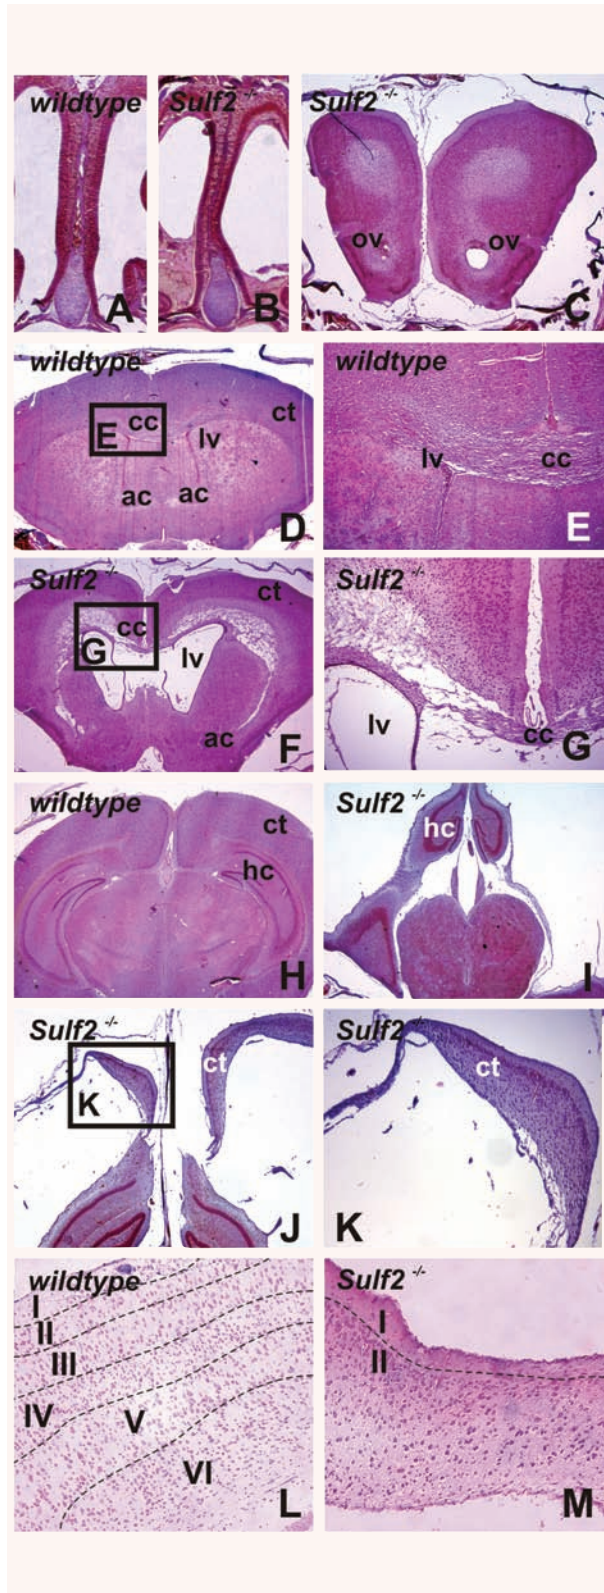 wildtype
A
Sulf2 -/-
B
Sulf2 -/-
ov
ov
C
wildtype
ct
cc
E
lv
ac
ac
D
wildtype
lv
cc
E
Sulf2 -/-
ct
cc
G
lv
ac
F
Sulf2 -/-
lv
cc
G
wildtype
ct
hc
H
Sulf2 -/-
hc
I
Sulf2 -/-
ct
K
J
Sulf2 -/-
ct
K
wildtype
I
II
III
IV
V
VI
L
Sulf2 -/-
I
II
M